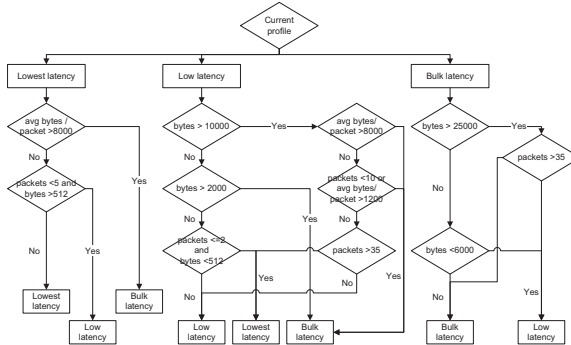 Current
profile
Lowest latency
Low latency
Bulk latency
avg bytes /
packet >8000
bytes > 10000
Yes
avg bytes/
packet >8000
bytes > 25000
Yes
packets >35
No
No
No
packets <5 and
bytes >512
Yes
bytes > 2000
packets <10 or
avg bytes/
packet >1200
No
No
Yes
No
No
Yes
packets <=2
and
bytes <512
packets >35
bytes <6000
Yes
Yes
Yes
No
No
No
Yes
Lowest
latency
Bulk
latency
Low
latency
Low
latency
Lowest
latency
Bulk
latency
Bulk
latency
Low
latency